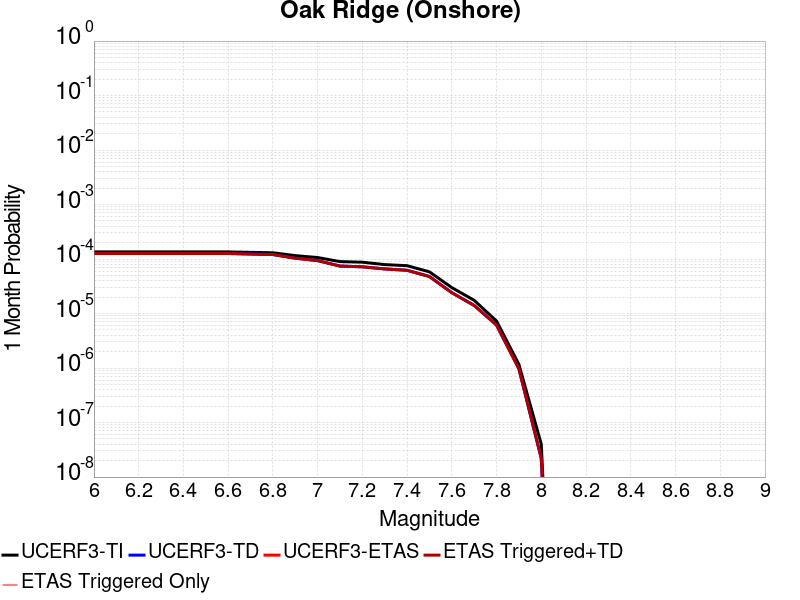 Oak Ridge (Onshore)
1 Month Probability
10^0
10^-1
10^-2
10^-3
10^-4
10^-5
10^-6
10^-7
10^-8
6 6.2 6.4 6.6 6.8 7 7.2 7.4 7.6 7.8 8 8.2 8.4 8.6 8.8 9
Magnitude
UCERF3-TI UCERF3-TD UCERF3-ETAS ETAS Triggered+TD
ETAS Triggered Only